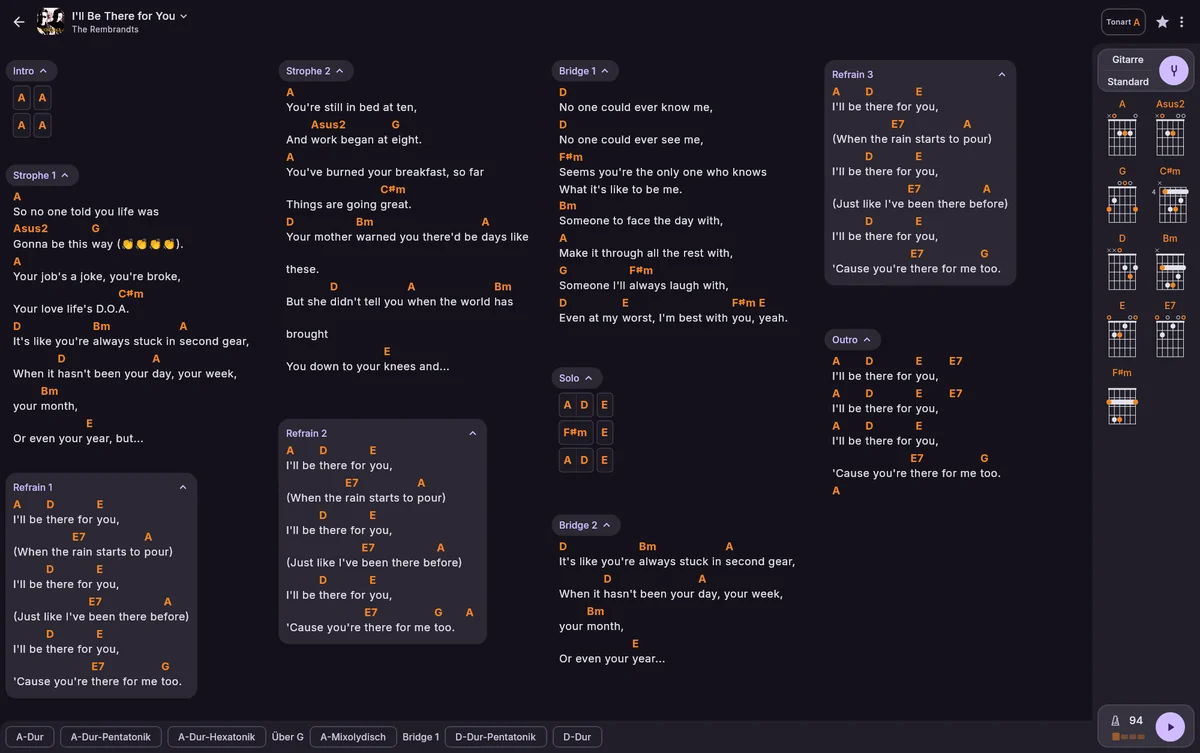 I'll Be There for You
The Rembrandts
Tonart A
Intro
A A
A A
Strophe 1
A
So no one told you life was
Asus2 G
Gonna be this way (👏👏👏👏).
A
Your job's a joke, you're broke,
C#m
Your love life's D.O.A.
D Bm A
It's like you're always stuck in second gear,
D A
When it hasn't been your day, your week,
Bm
your month,
E
Or even your year, but...
Refrain 1
A D E
I'll be there for you,
E7 A
(When the rain starts to pour)
D E
I'll be there for you,
E7 A
(Just like I've been there before)
D E
I'll be there for you,
E7 G
'Cause you're there for me too.
Strophe 2
A
You're still in bed at ten,
Asus2 G
And work began at eight.
A
You've burned your breakfast, so far
C#m
Things are going great.
D Bm A
Your mother warned you there'd be days like
these.
D A Bm
But she didn't tell you when the world has
brought
E
You down to your knees and...
Refrain 2
A D E
I'll be there for you,
E7 A
(When the rain starts to pour)
D E
I'll be there for you,
E7 A
(Just like I've been there before)
D E
I'll be there for you,
E7 G A
'Cause you're there for me too.
Bridge 1
D
No one could ever know me,
D
No one could ever see me,
F#m
Seems you're the only one who knows
What it's like to be me.
Bm
Someone to face the day with,
A
Make it through all the rest with,
G F#m
Someone I'll always laugh with,
D E F#m E
Even at my worst, I'm best with you, yeah.
Solo
A D E
F#m E
A D E
Bridge 2
D Bm A
It's like you're always stuck in second gear,
D A
When it hasn't been your day, your week,
Bm
your month,
E
Or even your year...
Refrain 3
A D E
I'll be there for you,
E7 A
(When the rain starts to pour)
D E
I'll be there for you,
E7 A
(Just like I've been there before)
D E
I'll be there for you,
E7 G
'Cause you're there for me too.
Outro
A D E E7
I'll be there for you,
A D E E7
I'll be there for you,
A D E
I'll be there for you,
E7 G
'Cause you're there for me too.
A
Gitarre
Standard
A Asus2
G C#m
4
D Bm
E E7
F#m
94
A-Dur A-Dur-Pentatonik A-Dur-Hexatonik Über G A-Mixolydisch Bridge 1 D-Dur-Pentatonik D-Dur